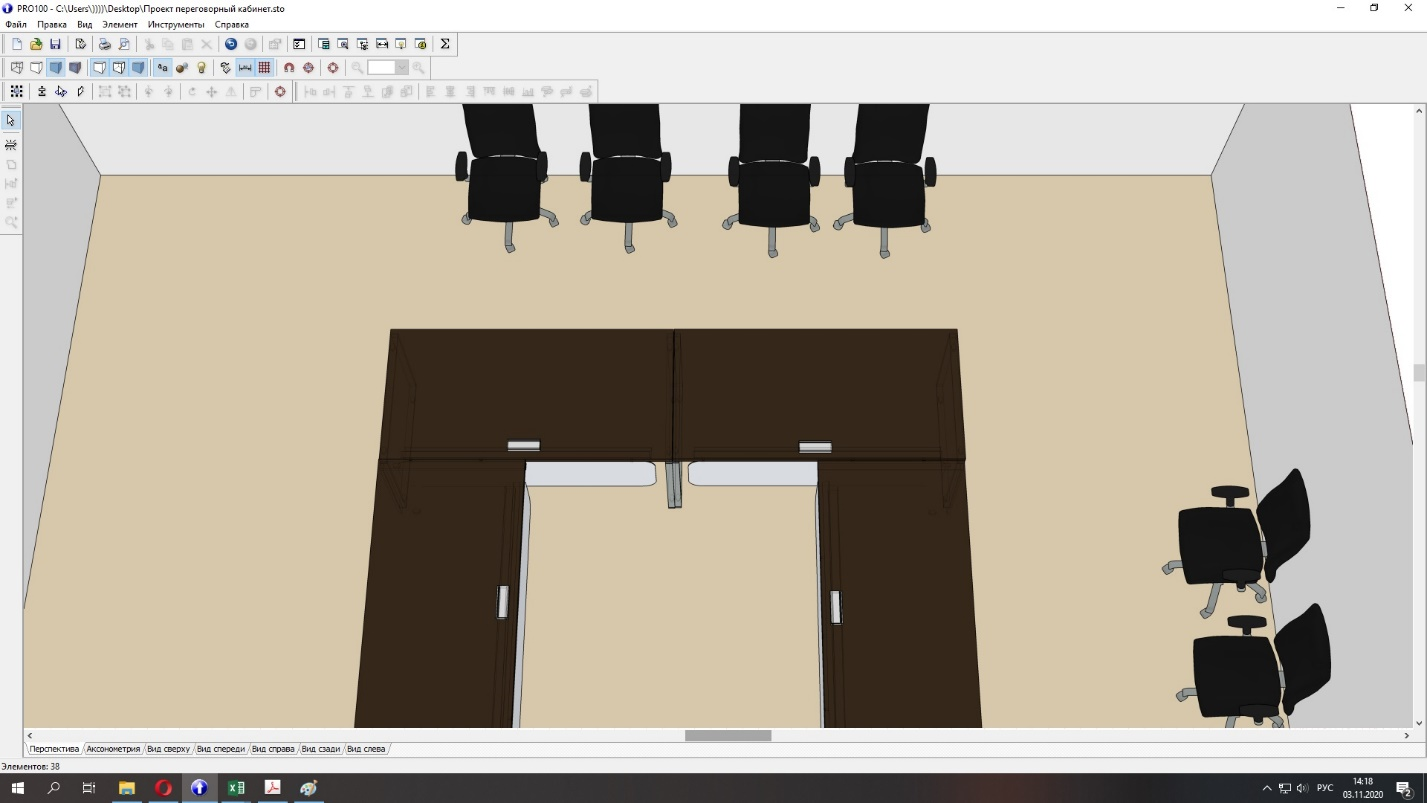 PRO100 - C:\Users\))))\Desktop\Проект переговорный кабинет.sto
Файл Правка Вид Элемент Инструменты Справка
Перспектива Аксонометрия Вид сверху Вид спереди Вид справа Вид сзади Вид слева
Элементов: 38
РУС
14:18
03.11.2020
2